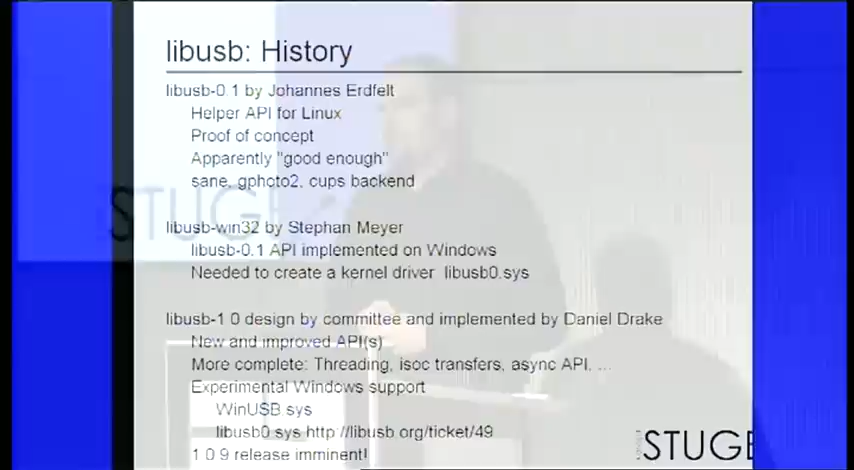 libusb: History
libusb-0.1 by Johannes Erdfelt
Helper API for Linux
Proof of concept
Apparently "good enough"
sane, gphoto2, cups backend
STUG
libusb-win32 by Stephan Meyer
libusb-0.1 API implemented on Windows
Needed to create a kernel driver libusb0.sys
libusb-1.0 design by committee and implemented by Daniel Drake
New and improved API(s)
More complete: Threading, isoc transfers, async API, ...
Experimental Windows support
WinUSB.sys
libusb0.sys http://libusb.org/ticket/49
1.0.9 release imminent!
STUGE